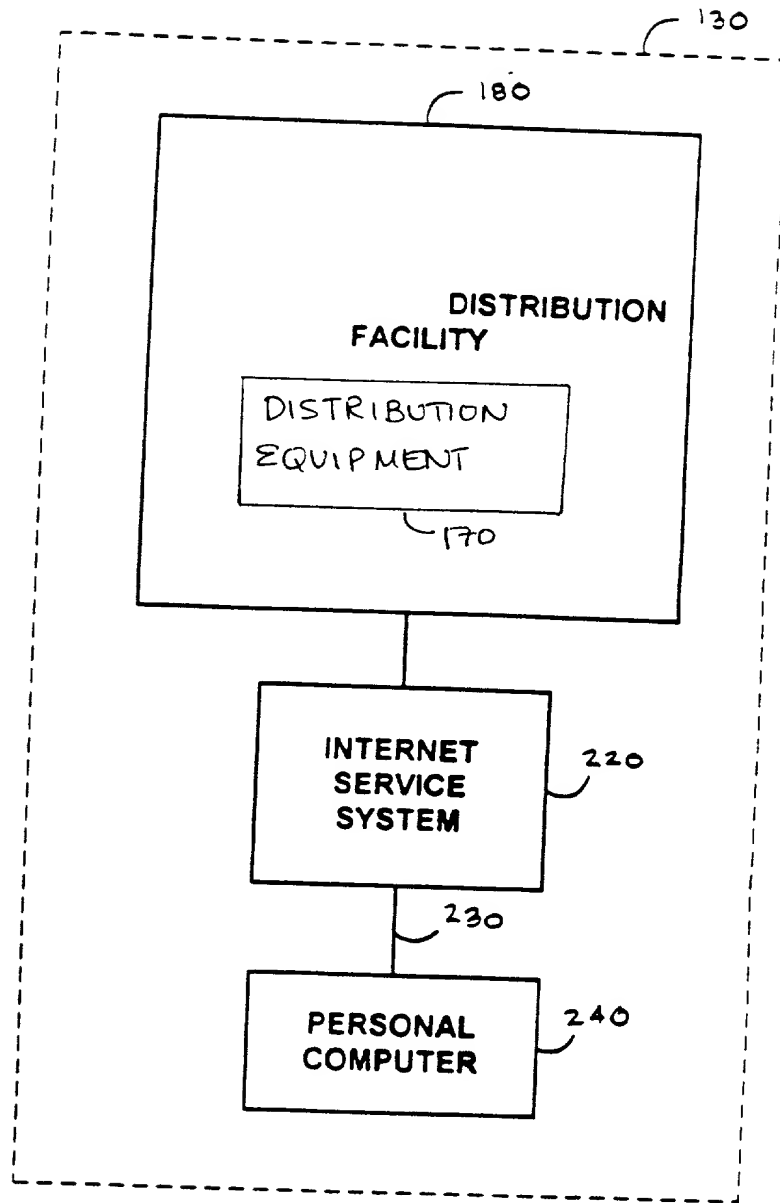 130
180
DISTRIBUTION
FACILITY
DISTRIBUTION
EQUIPMENT
170
INTERNET
SERVICE
SYSTEM
220
230
PERSONAL
COMPUTER
240